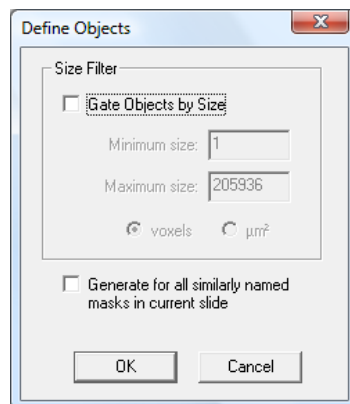 Define Objects
Size Filter
Gate Objects by Size
Minimum size: 1
Maximum size: 205936
voxels µm²
Generate for all similarly named
masks in current slide
OK Cancel